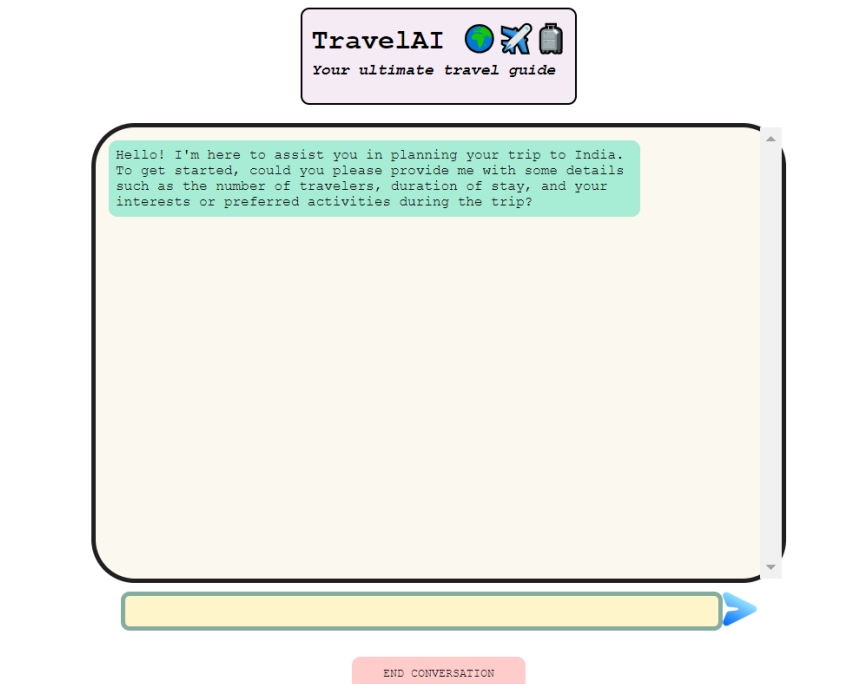 TravelAI 🌍✈🧳
Your ultimate travel guide
Hello! I'm here to assist you in planning your trip to India.
To get started, could you please provide me with some details
such as the number of travelers, duration of stay, and your
interests or preferred activities during the trip?
END CONVERSATION